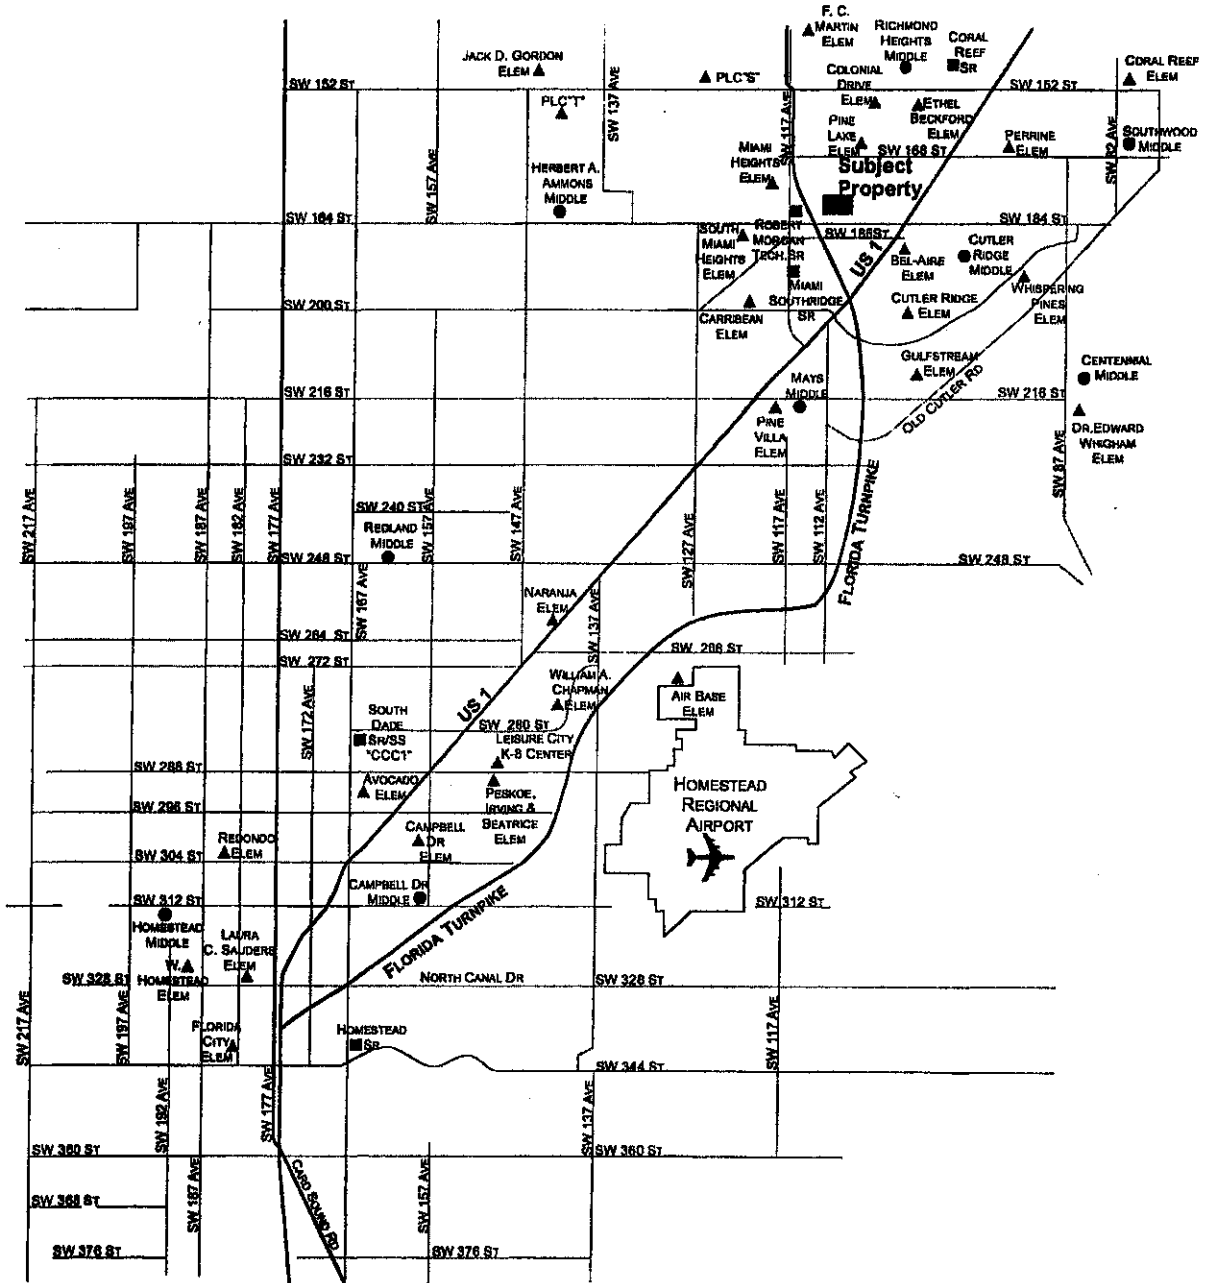 F. C.
MARTIN
ELEM
RICHMOND
HEIGHTS
MIDDLE
CORAL
REEF
SR
JACK D. GORDON
ELEM
SW 152 ST
PLC"T"
SW 137 AVE
PLC"S"
COLONIAL
DRIVE
ELEM
SW 152 ST
CORAL REEF
ELEM
SW 117 AVE
ETHEL
BECKFORD
ELEM
PINE
LAKE
ELEM
SW 168 ST
PERRINE
ELEM
SW 82 AVE
SOUTHWOOD
MIDDLE
MIAMI
HEIGHTS
ELEM
Subject
Property
SW 157 AVE
HERBERT A.
AMMONS
MIDDLE
SW 184 ST
SW 184 ST
SOUTH
MIAMI
HEIGHTS
ELEM
ROBERT
MORGAN
TECH.SR
SW 186ST
US 1
BEL-AIRE
ELEM
CUTLER
RIDGE
MIDDLE
MIAMI
SOUTHRIDGE
SR
CUTLER RIDGE
ELEM
WHISPERING
PINES
ELEM
SW 200 ST
CARRIBEAN
ELEM
GULFSTREAM
ELEM
CENTENNIAL
MIDDLE
MAYS
MIDDLE
OLD CUTLER RD
SW 216 ST
SW 216 ST
PINE
VILLA
ELEM
DR.EDWARD
WHIGHAM
ELEM
SW 232 ST
SW 87 AVE
SW 217 AVE
SW 197 AVE
SW 187 AVE
SW 182 AVE
SW 177 AVE
SW 240 ST
REDLAND
MIDDLE
SW 157 AVE
SW 147 AVE
SW 127 AVE
SW 117 AVE
SW 112 AVE
FLORIDA TURNPIKE
SW 248 ST
SW 248 ST
SW 167 AVE
NARANJA
ELEM
SW 137 AVE
SW 264 ST
SW 272 ST
SW 268 ST
WILLIAM A.
CHAPMAN
ELEM
AIR BASE
ELEM
SW 172 AVE
US 1
SOUTH
DADE
SR/SS
"CCC1"
SW 280 ST
LEISURE CITY
K-8 CENTER
SW 288 ST
AVOCADO
ELEM
PESKOE,
IRVING &
BEATRICE
ELEM
HOMESTEAD
REGIONAL
AIRPORT
SW 296 ST
REDONDO
ELEM
CAMPBELL
DR
ELEM
SW 304 ST
CAMPBELL DR
MIDDLE
SW 312 ST
SW 312 ST
HOMESTEAD
MIDDLE
LAURA
C. SAUDERS
ELEM
FLORIDA TURNPIKE
W.
HOMESTEAD
ELEM
SW 328 ST
NORTH CANAL DR
SW 328 ST
SW 217 AVE
SW 197 AVE
FLORIDA
CITY
ELEM
HOMESTEAD
SR
SW 117 AVE
SW 344 ST
SW 192 AVE
SW 177 AVE
SW 137 AVE
SW 360 ST
SW 360 ST
CARD SOUND RD
SW 187 AVE
SW 157 AVE
SW 368 ST
SW 376 ST
SW 376 ST